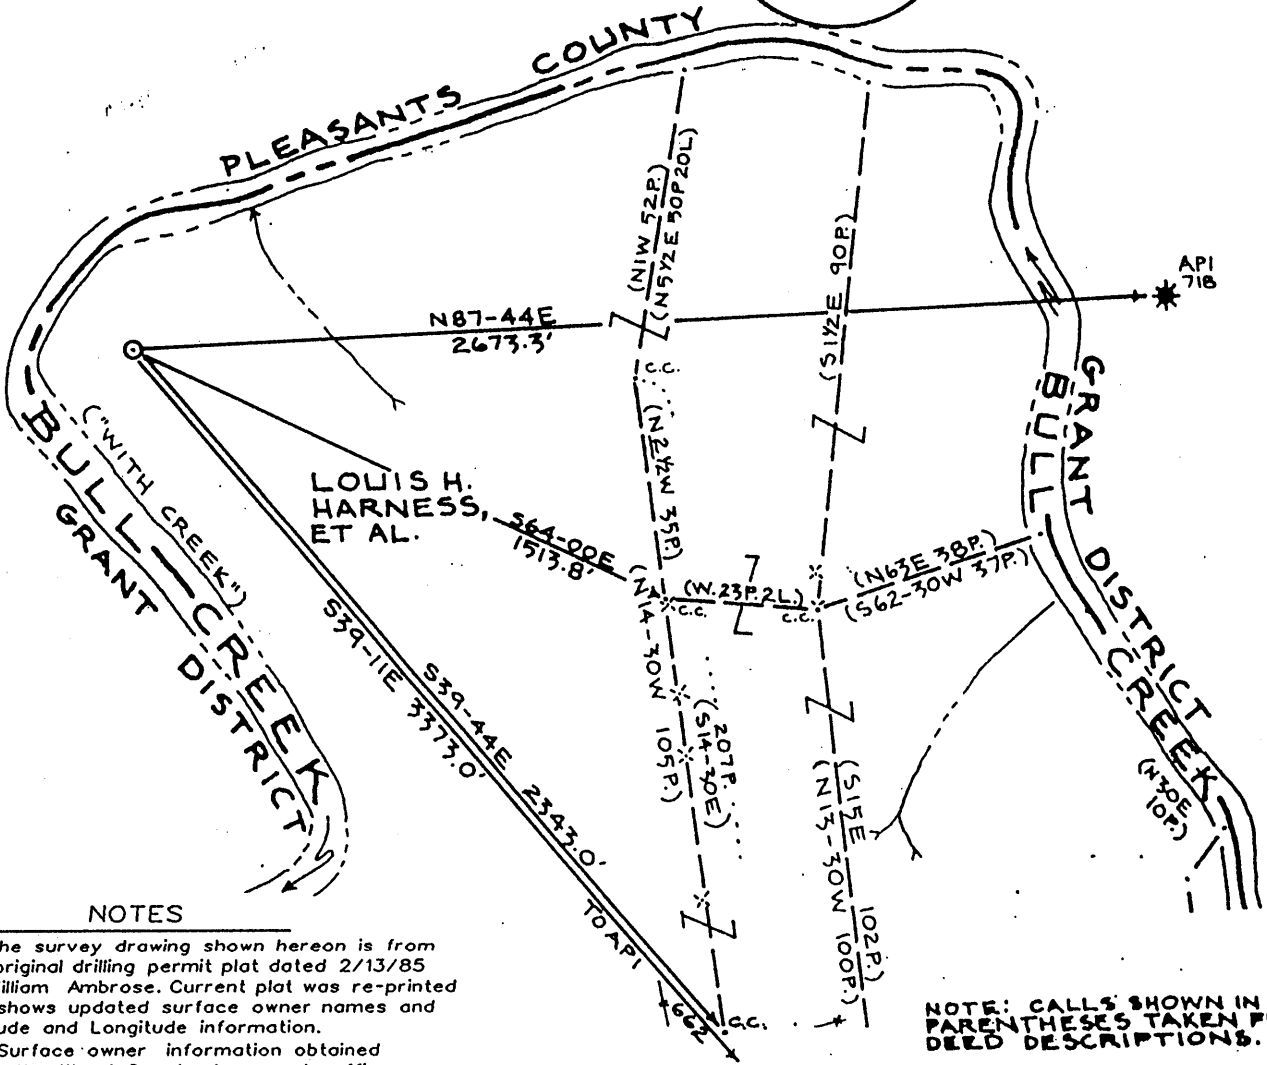 PLEASANTS COUNTY
API
718
(N1W 52P.)
(N5½E 50P20L)
(S1½E 90P.)
N87-44E
2673.3'
C.C.
(N2½W 35P.)
BULL CREEK
("WITH CREEK")
GRANT DISTRICT
LOUIS H.
HARNESS,
ET AL.
S64-00E
1513.8'
(W.23P.2L.)
C.C.
C.C.
(N63E 38P.)
(S62-30W 37P.)
GRANT DISTRICT
BULL CREEK
(N14-30W 105P.)
207P.
(S14-30E)
(S15E 102P.)
(N13-30W 100P.)
(N30E
10P.)
S39-44E 2343.0'
S39-11E 3373.0'
TO API
662
C.C.
NOTES
he survey drawing shown hereon is from
original drilling permit plat dated 2/13/85
illiam Ambrose. Current plat was re-printed
shows updated surface owner names and
ude and Longitude information.
Surface owner information obtained
NOTE: CALLS SHOWN IN
PARENTHESES TAKEN F
DEED DESCRIPTIONS.